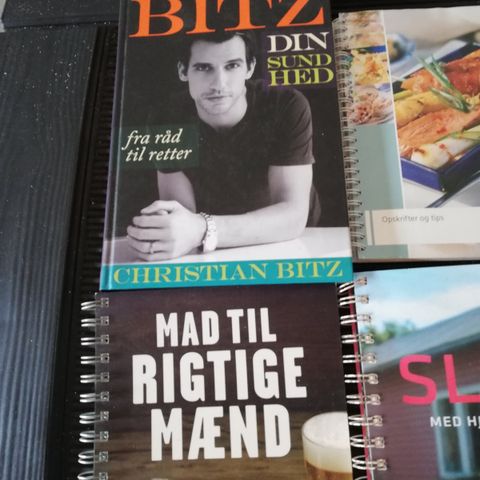 BITZ
DIN
SUND
HED
fra råd
til retter
CHRISTIAN BITZ
Opskrifter og tips
MAD TIL
RIGTIGE
MÆND
SL
MED HJ